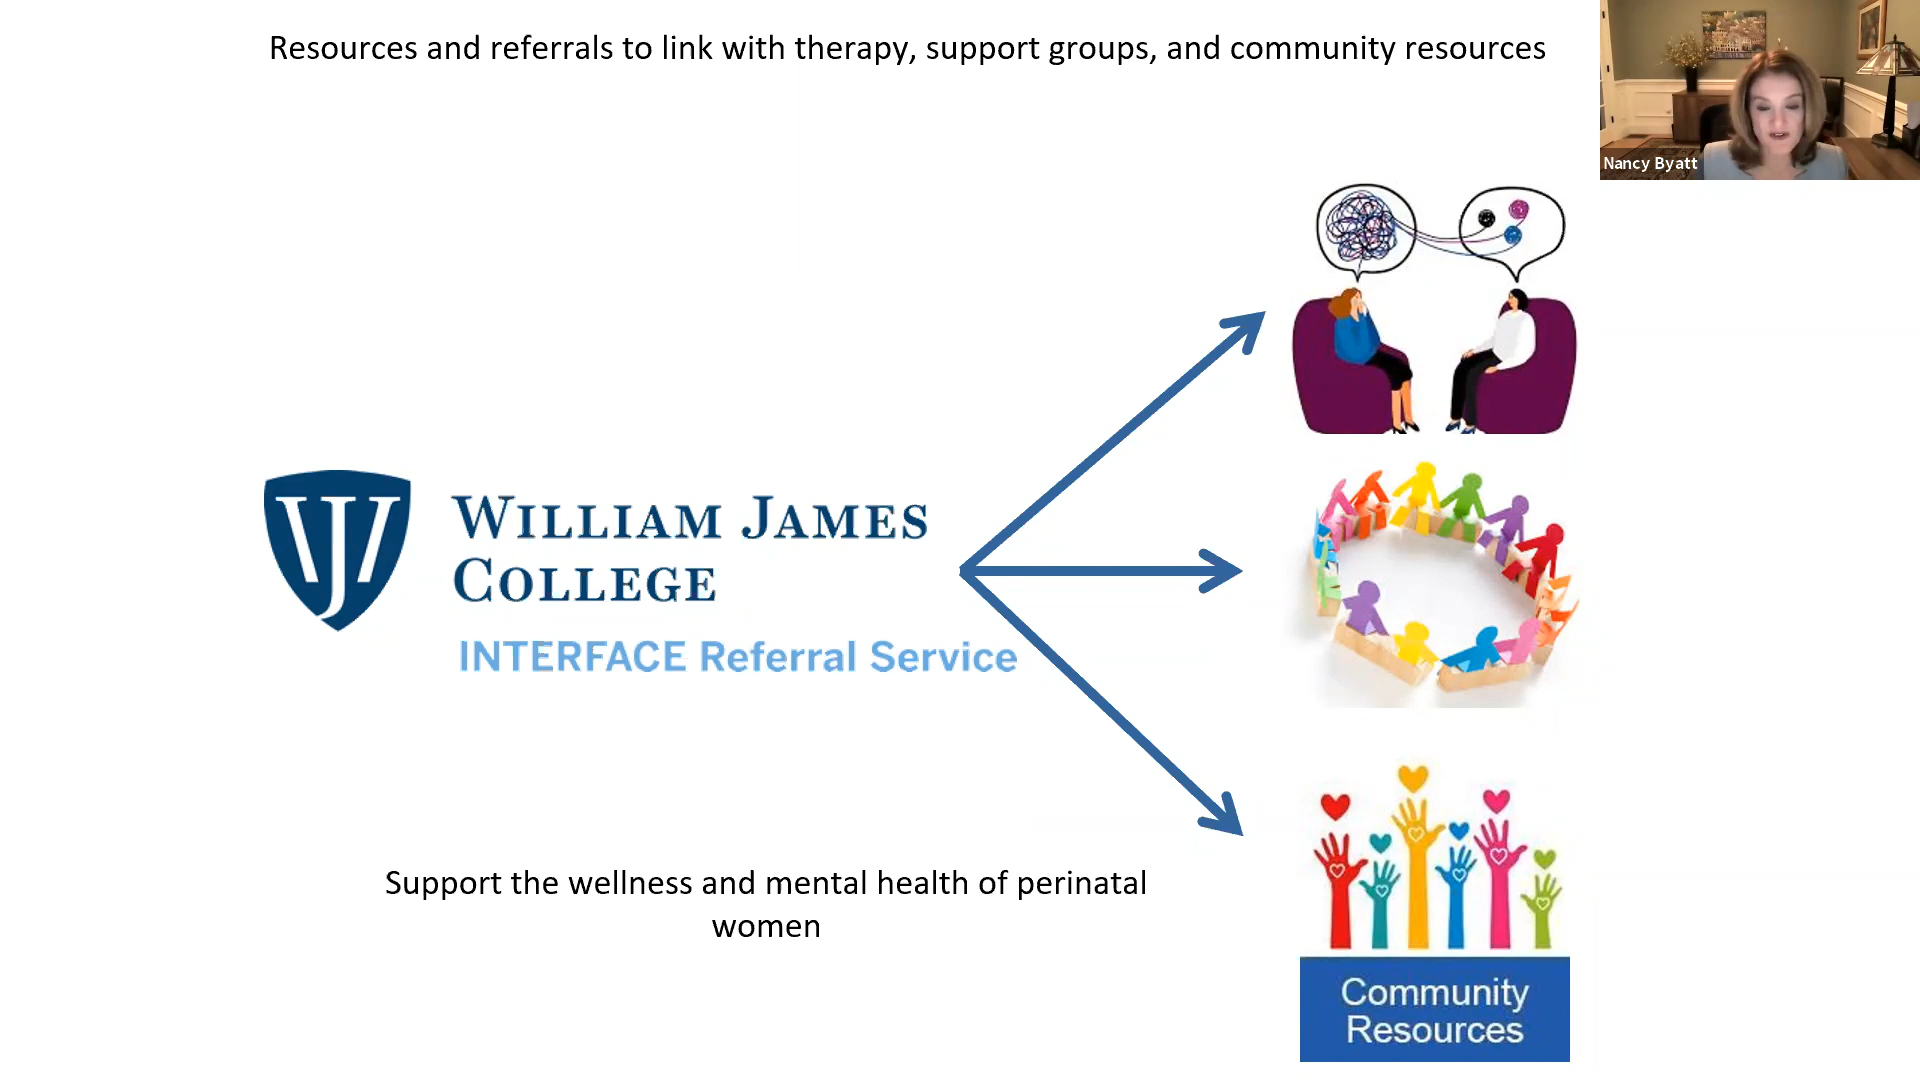 Resources and referrals to link with therapy, support groups, and community resources
Nancy Byatt
WJ
WILLIAM JAMES
COLLEGE
INTERFACE Referral Service
Support the wellness and mental health of perinatal
women
Community
Resources